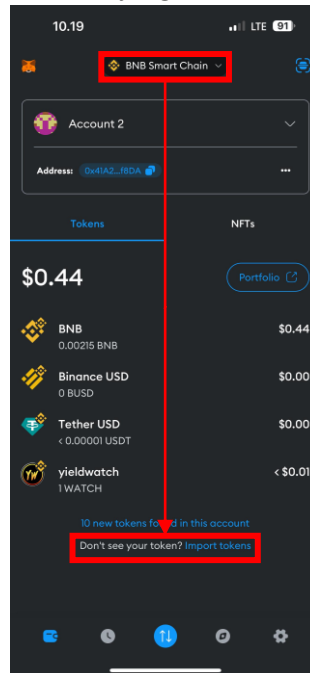 10.19
LTE 91
BNB Smart Chain
Account 2
Address: 0x41A2...f8DA
Tokens NFTs
$0.44 Portfolio
BNB $0.44
0.00215 BNB
Binance USD $0.00
0 BUSD
Tether USD $0.00
< 0.00001 USDT
yieldwatch < $0.01
1 WATCH
10 new tokens found in this account
Don't see your token? Import tokens